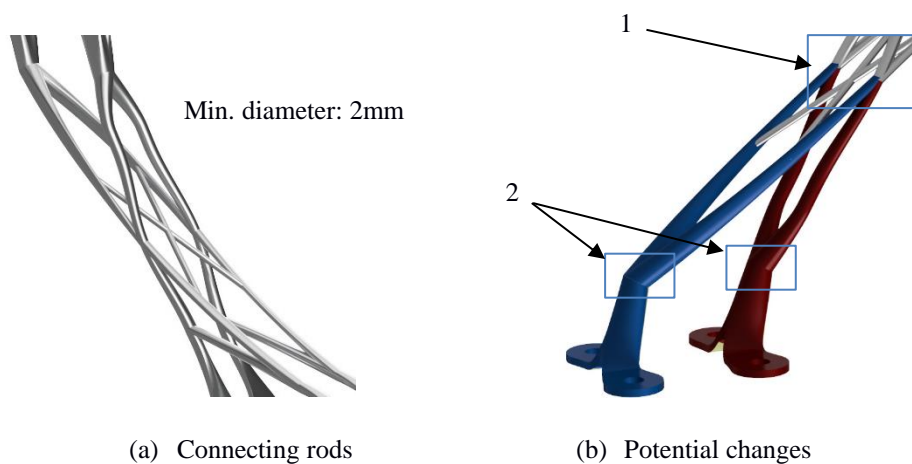 1
Min. diameter: 2mm
2
(a) Connecting rods
(b) Potential changes